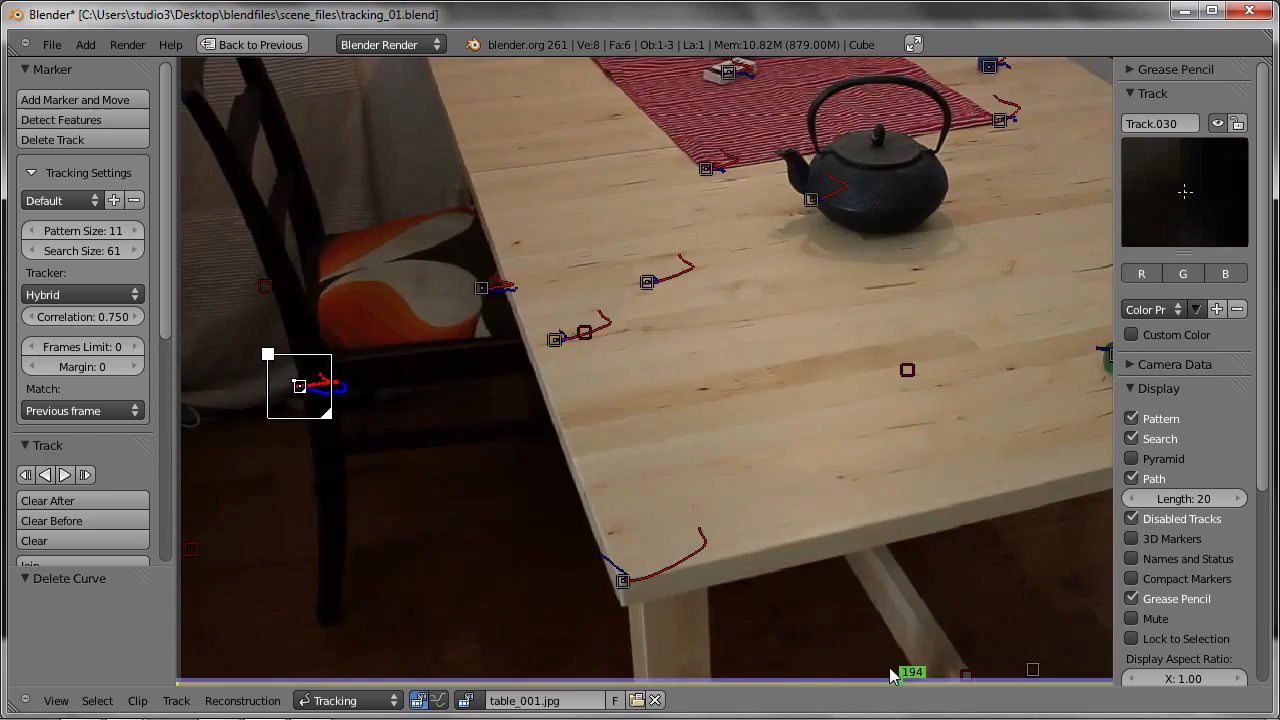 Blender* [C:\Users\studio3\Desktop\blendfiles\scene_files\tracking_01.blend]
File Add Render Help Back to Previous Blender Render blender.org 261 | Ve:8 | Fa:6 | Ob:1-3 | La:1 | Mem:10.82M (879.00M) | Cube
Marker
Add Marker and Move
Detect Features
Delete Track
Tracking Settings
Default
Pattern Size: 11
Search Size: 61
Tracker:
Hybrid
Correlation: 0.750
Frames Limit: 0
Margin: 0
Match:
Previous frame
Track
Clear After
Clear Before
Clear
Join
Delete Curve
Grease Pencil
Track
Track.030
R G B
Color Pr
Custom Color
Camera Data
Display
Pattern
Search
Pyramid
Path
Length: 20
Disabled Tracks
3D Markers
Names and Status
Compact Markers
Grease Pencil
Mute
Lock to Selection
Display Aspect Ratio:
X: 1.00
194
View Select Clip Track Reconstruction Tracking table_001.jpg F